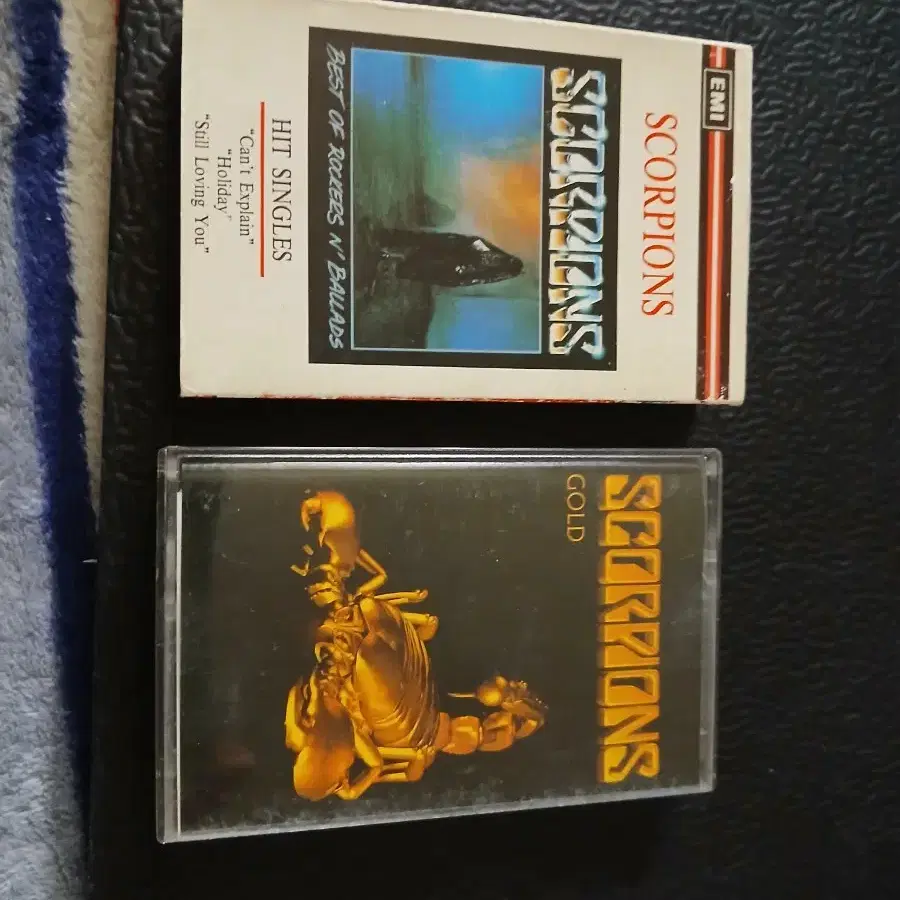 EMI
SCORPIONS
SCORPIONS
BEST OF ROCKERS N' BALLADS
HIT SINGLES
"Can't Explain"
"Holiday"
"Still Loving You"
SCORPIONS
GOLD